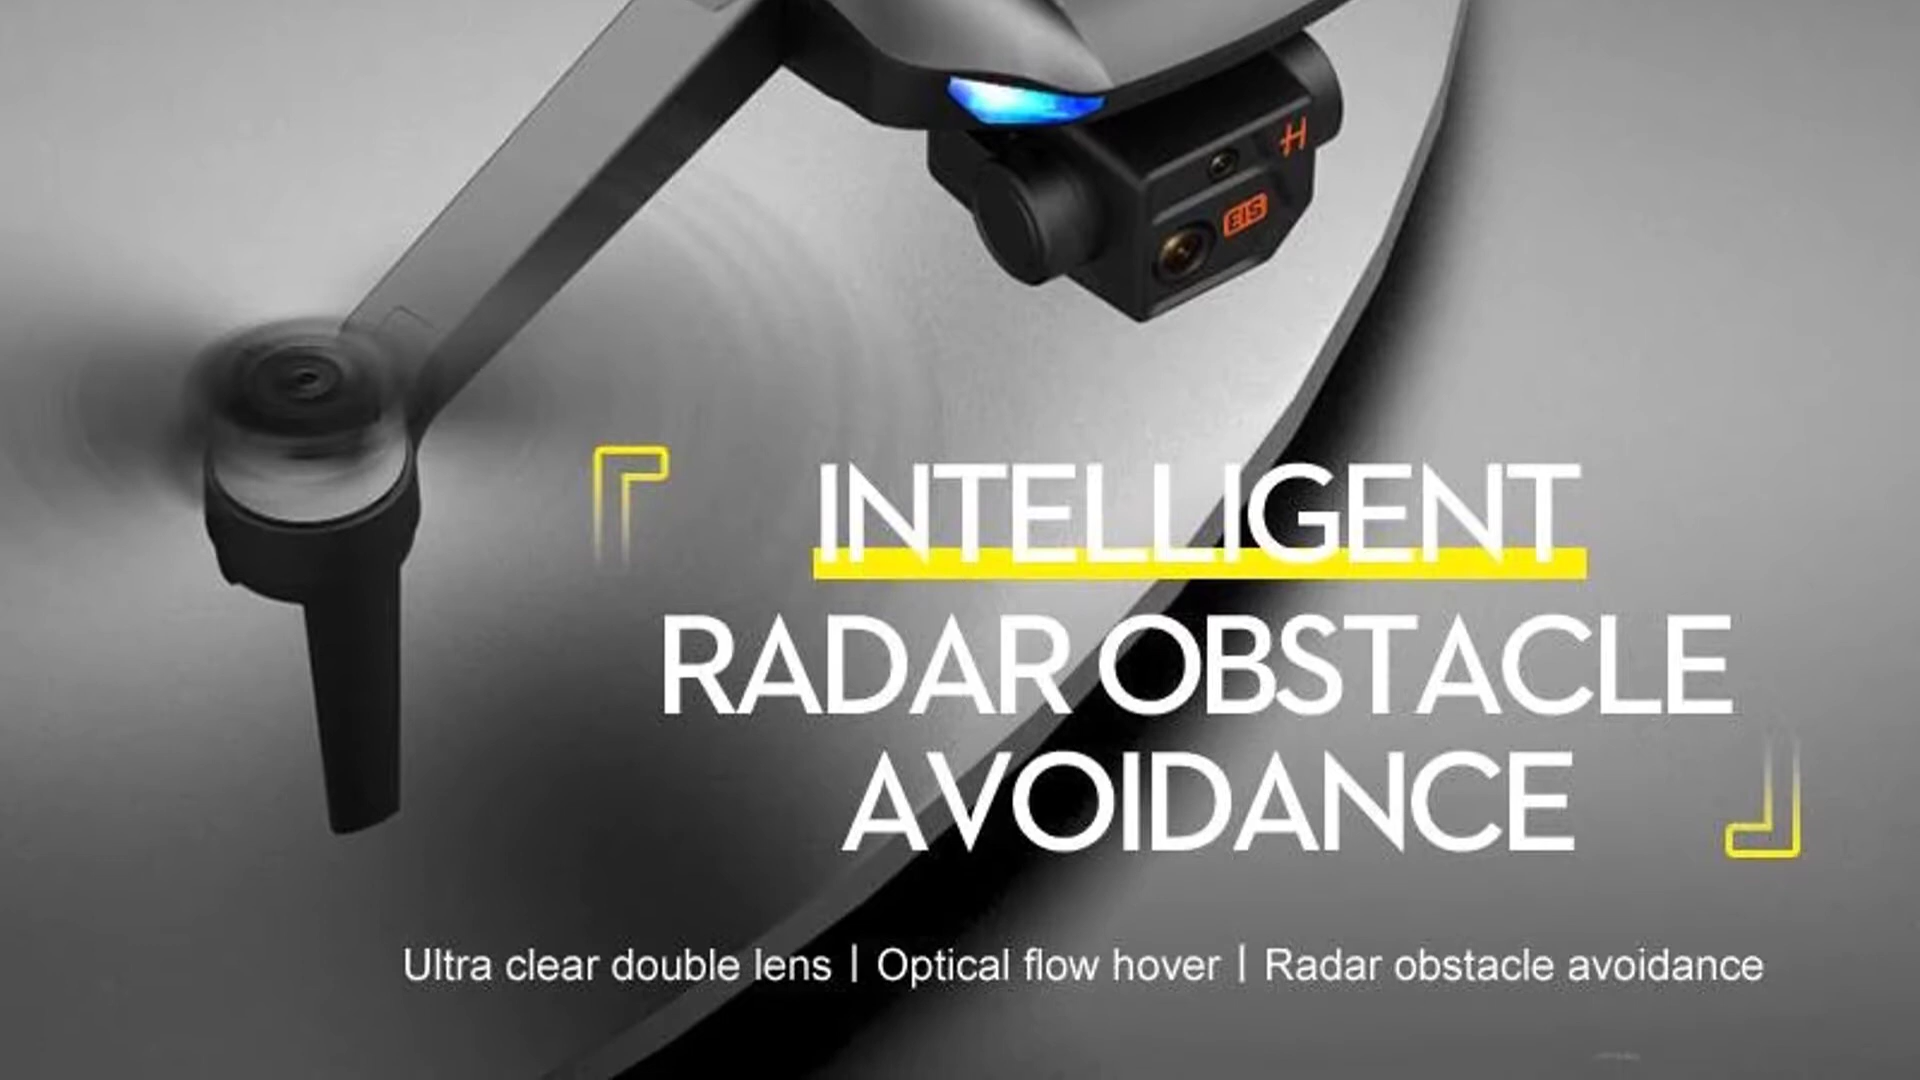 H
EIS
INTELLIGENT
RADAR OBSTACLE
AVOIDANCE
Ultra clear double lens | Optical flow hover | Radar obstacle avoidance